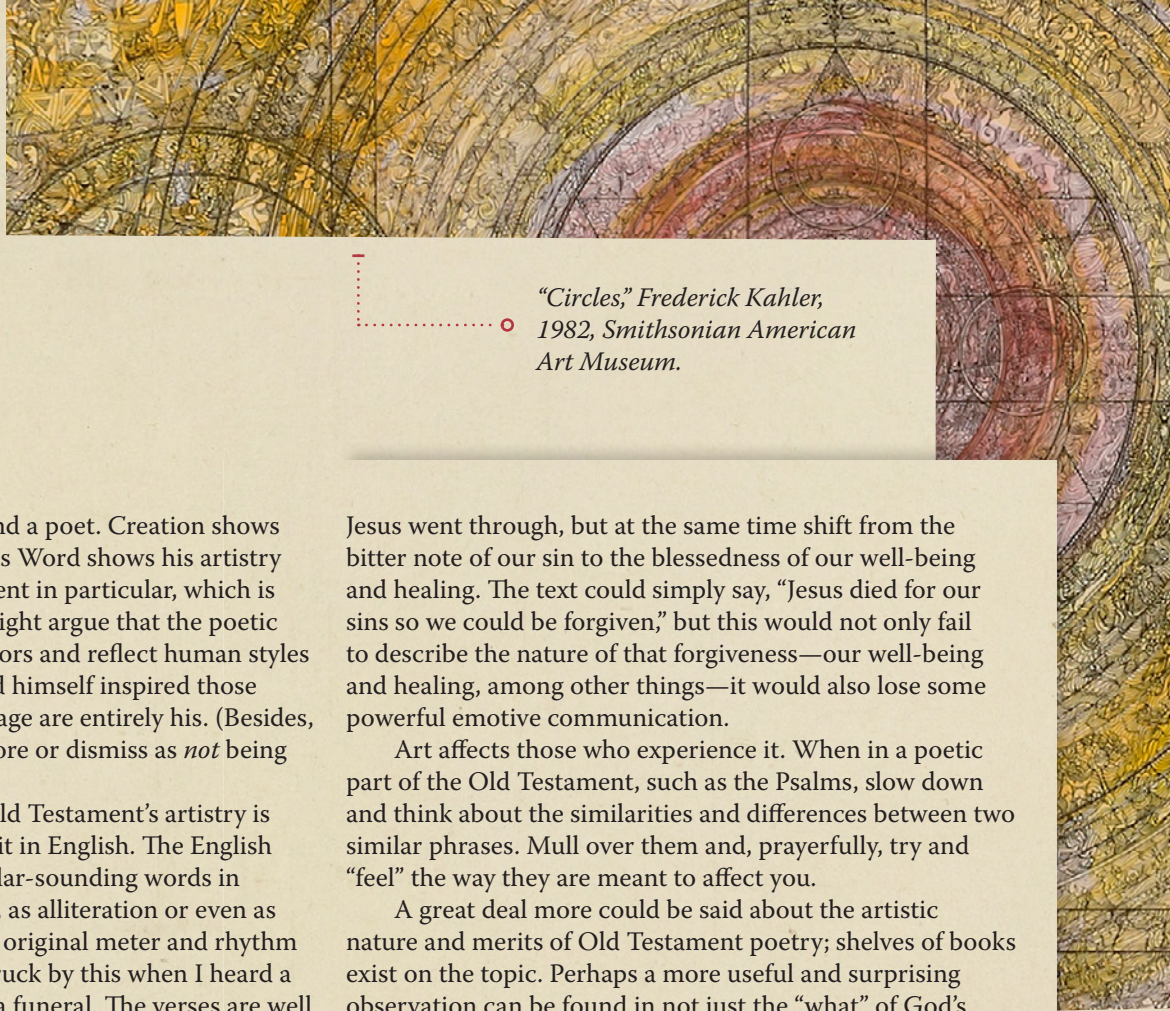 “Circles,” Frederick Kahler,
1982, Smithsonian American
Art Museum.
nd a poet. Creation shows
s Word shows his artistry
ent in particular, which is
ight argue that the poetic
ors and reflect human styles
d himself inspired those
age are entirely his. (Besides,
ore or dismiss as not being
ld Testament’s artistry is
it in English. The English
lar-sounding words in
as alliteration or even as
original meter and rhythm
ruck by this when I heard a
a funeral. The verses are well
Jesus went through, but at the same time shift from the
bitter note of our sin to the blessedness of our well-being
and healing. The text could simply say, “Jesus died for our
sins so we could be forgiven,” but this would not only fail
to describe the nature of that forgiveness—our well-being
and healing, among other things—it would also lose some
powerful emotive communication.
Art affects those who experience it. When in a poetic
part of the Old Testament, such as the Psalms, slow down
and think about the similarities and differences between two
similar phrases. Mull over them and, prayerfully, try and
“feel” the way they are meant to affect you.
A great deal more could be said about the artistic
nature and merits of Old Testament poetry; shelves of books
exist on the topic. Perhaps a more useful and surprising
observation can be found in not just the “what” of God’s